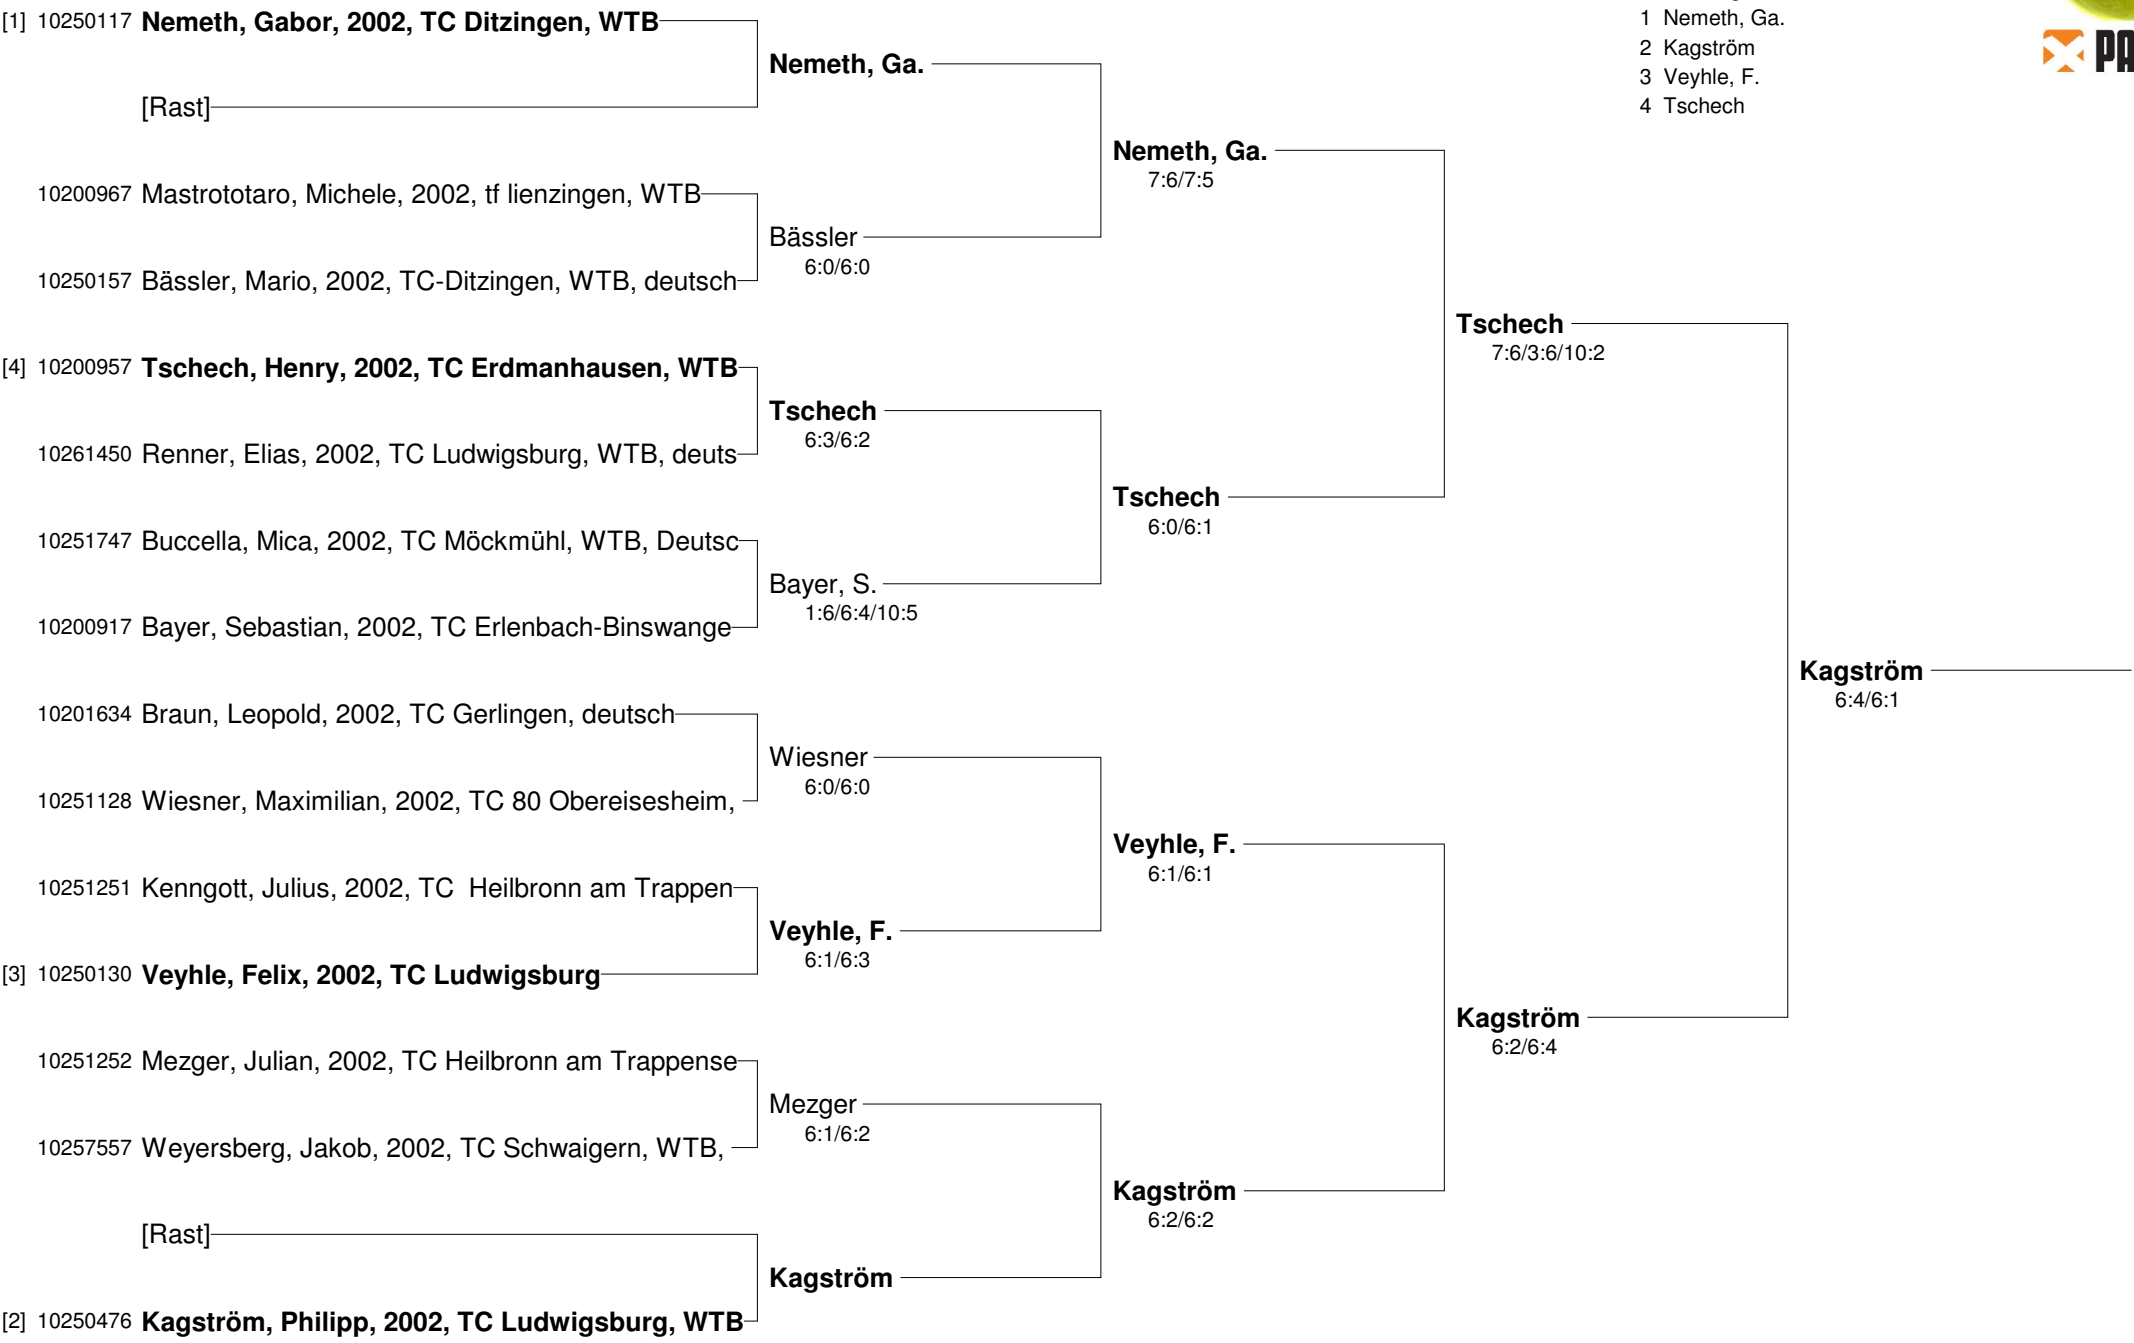 [1] 10250117 Nemeth, Gabor, 2002, TC Ditzingen, WTB
[Rast]
10200967 Mastrototaro, Michele, 2002, tf lienzingen, WTB
10250157 Bässler, Mario, 2002, TC-Ditzingen, WTB, deutsch
[4] 10200957 Tschech, Henry, 2002, TC Erdmanhausen, WTB
10261450 Renner, Elias, 2002, TC Ludwigsburg, WTB, deuts
10251747 Buccella, Mica, 2002, TC Möckmühl, WTB, Deutsc
10200917 Bayer, Sebastian, 2002, TC Erlenbach-Binswange
10201634 Braun, Leopold, 2002, TC Gerlingen, deutsch
10251128 Wiesner, Maximilian, 2002, TC 80 Obereisesheim,
10251251 Kenngott, Julius, 2002, TC Heilbronn am Trappen
[3] 10250130 Veyhle, Felix, 2002, TC Ludwigsburg
10251252 Mezger, Julian, 2002, TC Heilbronn am Trappense
10257557 Weyersberg, Jakob, 2002, TC Schwaigern, WTB,
[Rast]
[2] 10250476 Kagström, Philipp, 2002, TC Ludwigsburg, WTB
Nemeth, Ga.
Bässler
6:0/6:0
Tschech
6:3/6:2
Bayer, S.
1:6/6:4/10:5
Wiesner
6:0/6:0
Veyhle, F.
6:1/6:3
Mezger
6:1/6:2
Kagström
Nemeth, Ga.
7:6/7:5
Tschech
6:0/6:1
Veyhle, F.
6:1/6:1
Kagström
6:2/6:2
Tschech
7:6/3:6/10:2
Kagström
6:2/6:4
Kagström
6:4/6:1
1 Nemeth, Ga.
2 Kagström
3 Veyhle, F.
4 Tschech
PA